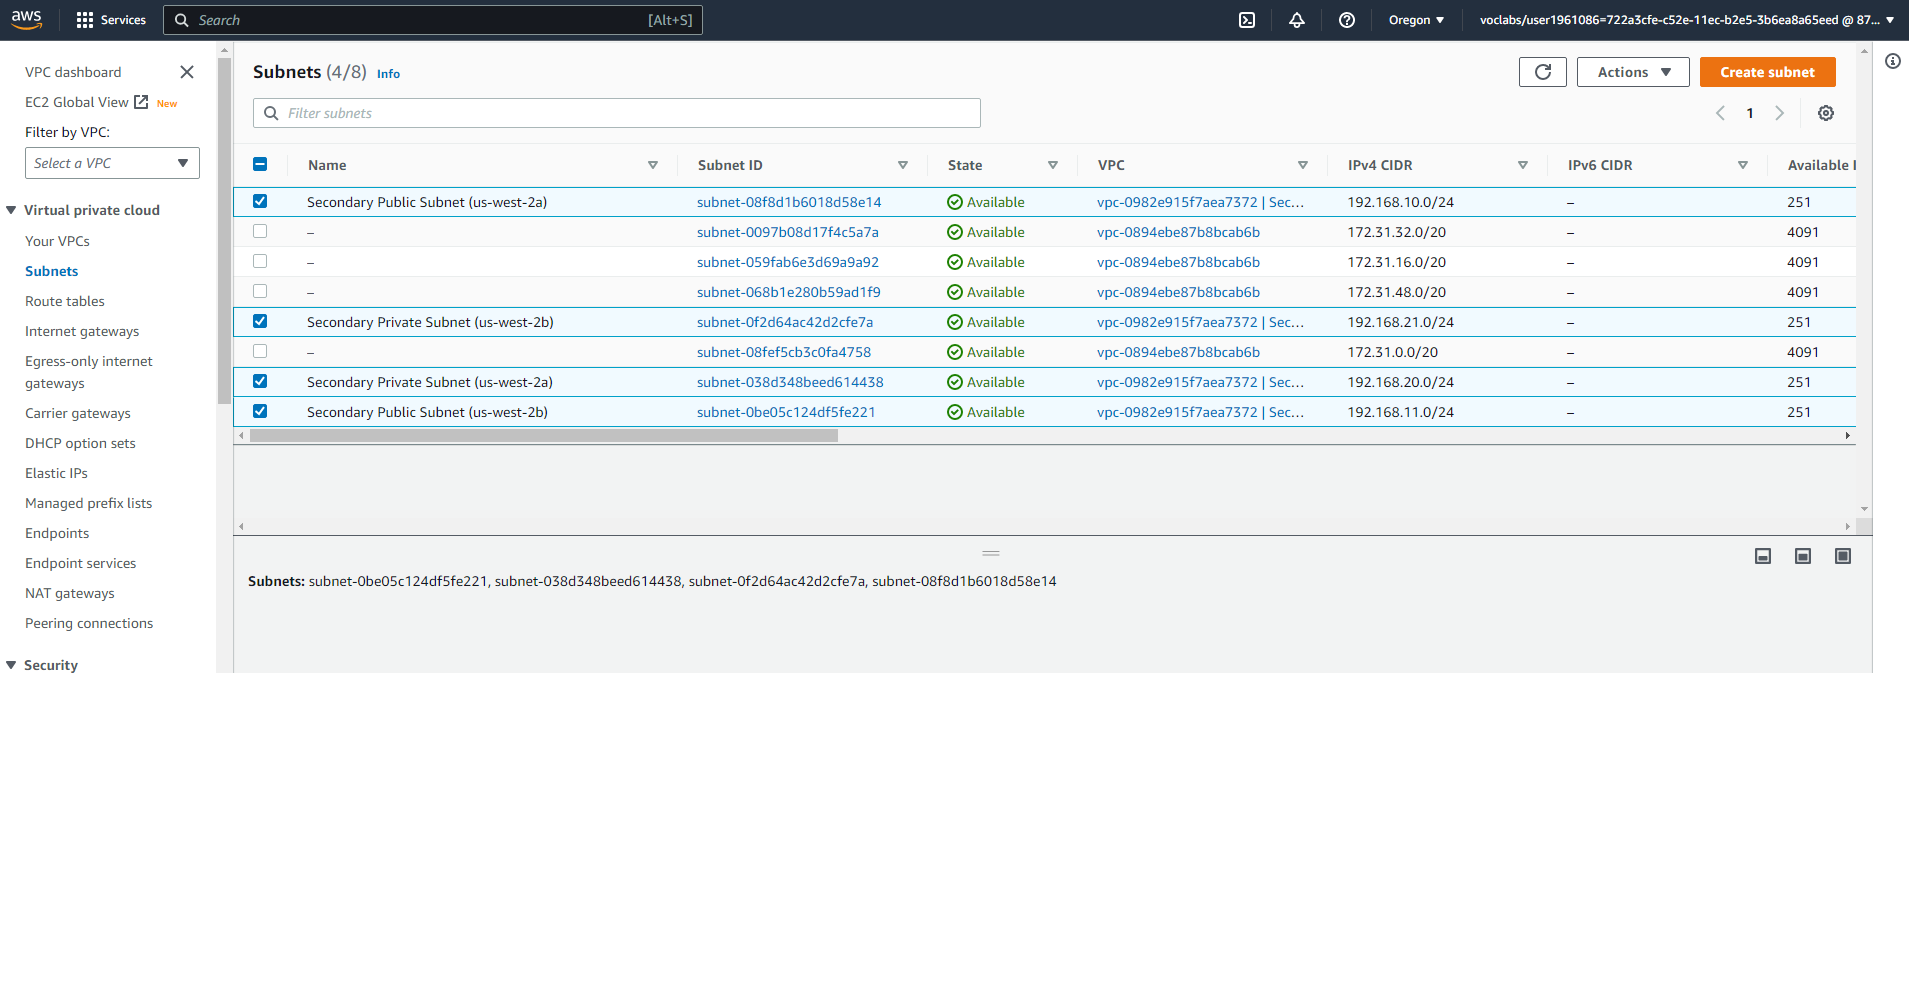 aws Services Search [Alt+S] Oregon voclabs/user1961086=722a3cfe-c52e-11ec-b2e5-3b6ea8a65eed @ 87...
VPC dashboard
EC2 Global View New
Filter by VPC:
Select a VPC
Virtual private cloud
Your VPCs
Subnets
Route tables
Internet gateways
Egress-only internet
gateways
Carrier gateways
DHCP option sets
Elastic IPs
Managed prefix lists
Endpoints
Endpoint services
NAT gateways
Peering connections
Security
Subnets (4/8) Info
Actions
Create subnet
Filter subnets
1
Name Subnet ID State VPC IPv4 CIDR IPv6 CIDR Available I
Secondary Public Subnet (us-west-2a) subnet-08f8d1b6018d58e14 Available vpc-0982e915f7aea7372 | Sec... 192.168.10.0/24 – 251
– subnet-0097b08d17f4c5a7a Available vpc-0894ebe87b8bcab6b 172.31.32.0/20 – 4091
– subnet-059fab6e3d69a9a92 Available vpc-0894ebe87b8bcab6b 172.31.16.0/20 – 4091
– subnet-068b1e280b59ad1f9 Available vpc-0894ebe87b8bcab6b 172.31.48.0/20 – 4091
Secondary Private Subnet (us-west-2b) subnet-0f2d64ac42d2cfe7a Available vpc-0982e915f7aea7372 | Sec... 192.168.21.0/24 – 251
– subnet-08fef5cb3c0fa4758 Available vpc-0894ebe87b8bcab6b 172.31.0.0/20 – 4091
Secondary Private Subnet (us-west-2a) subnet-038d348beed614438 Available vpc-0982e915f7aea7372 | Sec... 192.168.20.0/24 – 251
Secondary Public Subnet (us-west-2b) subnet-0be05c124df5fe221 Available vpc-0982e915f7aea7372 | Sec... 192.168.11.0/24 – 251
Subnets: subnet-0be05c124df5fe221, subnet-038d348beed614438, subnet-0f2d64ac42d2cfe7a, subnet-08f8d1b6018d58e14